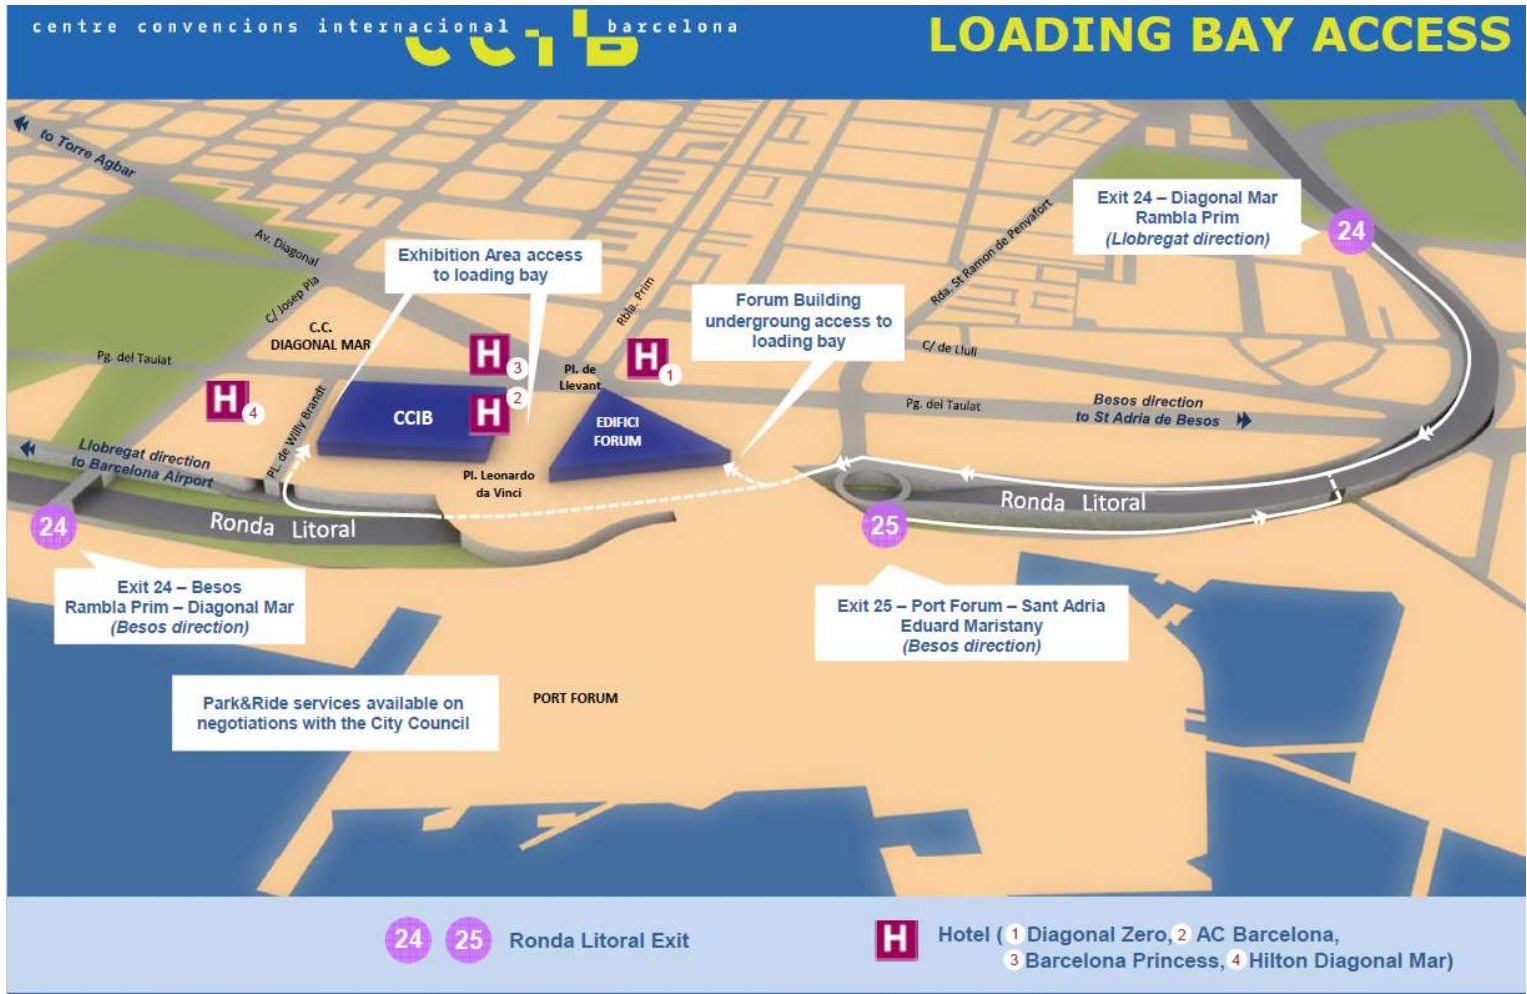 centre convencions internacional barcelona
ccib
LOADING BAY ACCESS
to Torre Agbar
Av. Diagonal
C/ Josep Pla
C.C.
DIAGONAL MAR
Pg. del Taulat
Exhibition Area access
to loading bay
Rbla. Prim
Forum Building
undergroung access to
loading bay
Rda. St Ramon de Penyafort
Exit 24 – Diagonal Mar
Rambla Prim
(Llobregat direction)
24
H 3
H 2
H 1
H 4
Pl. de
Llevant
C/ de Llull
Pg. del Taulat
Besos direction
to St Adria de Besos
PL. de Willy Brandt
CCIB
EDIFICI
FORUM
Llobregat direction
to Barcelona Airport
Pl. Leonardo
da Vinci
24
Ronda Litoral
25
Ronda Litoral
Exit 24 – Besos
Rambla Prim – Diagonal Mar
(Besos direction)
Exit 25 – Port Forum – Sant Adria
Eduard Maristany
(Besos direction)
Park&Ride services available on
negotiations with the City Council
PORT FORUM
24 25 Ronda Litoral Exit
H Hotel ( 1 Diagonal Zero, 2 AC Barcelona,
3 Barcelona Princess, 4 Hilton Diagonal Mar)